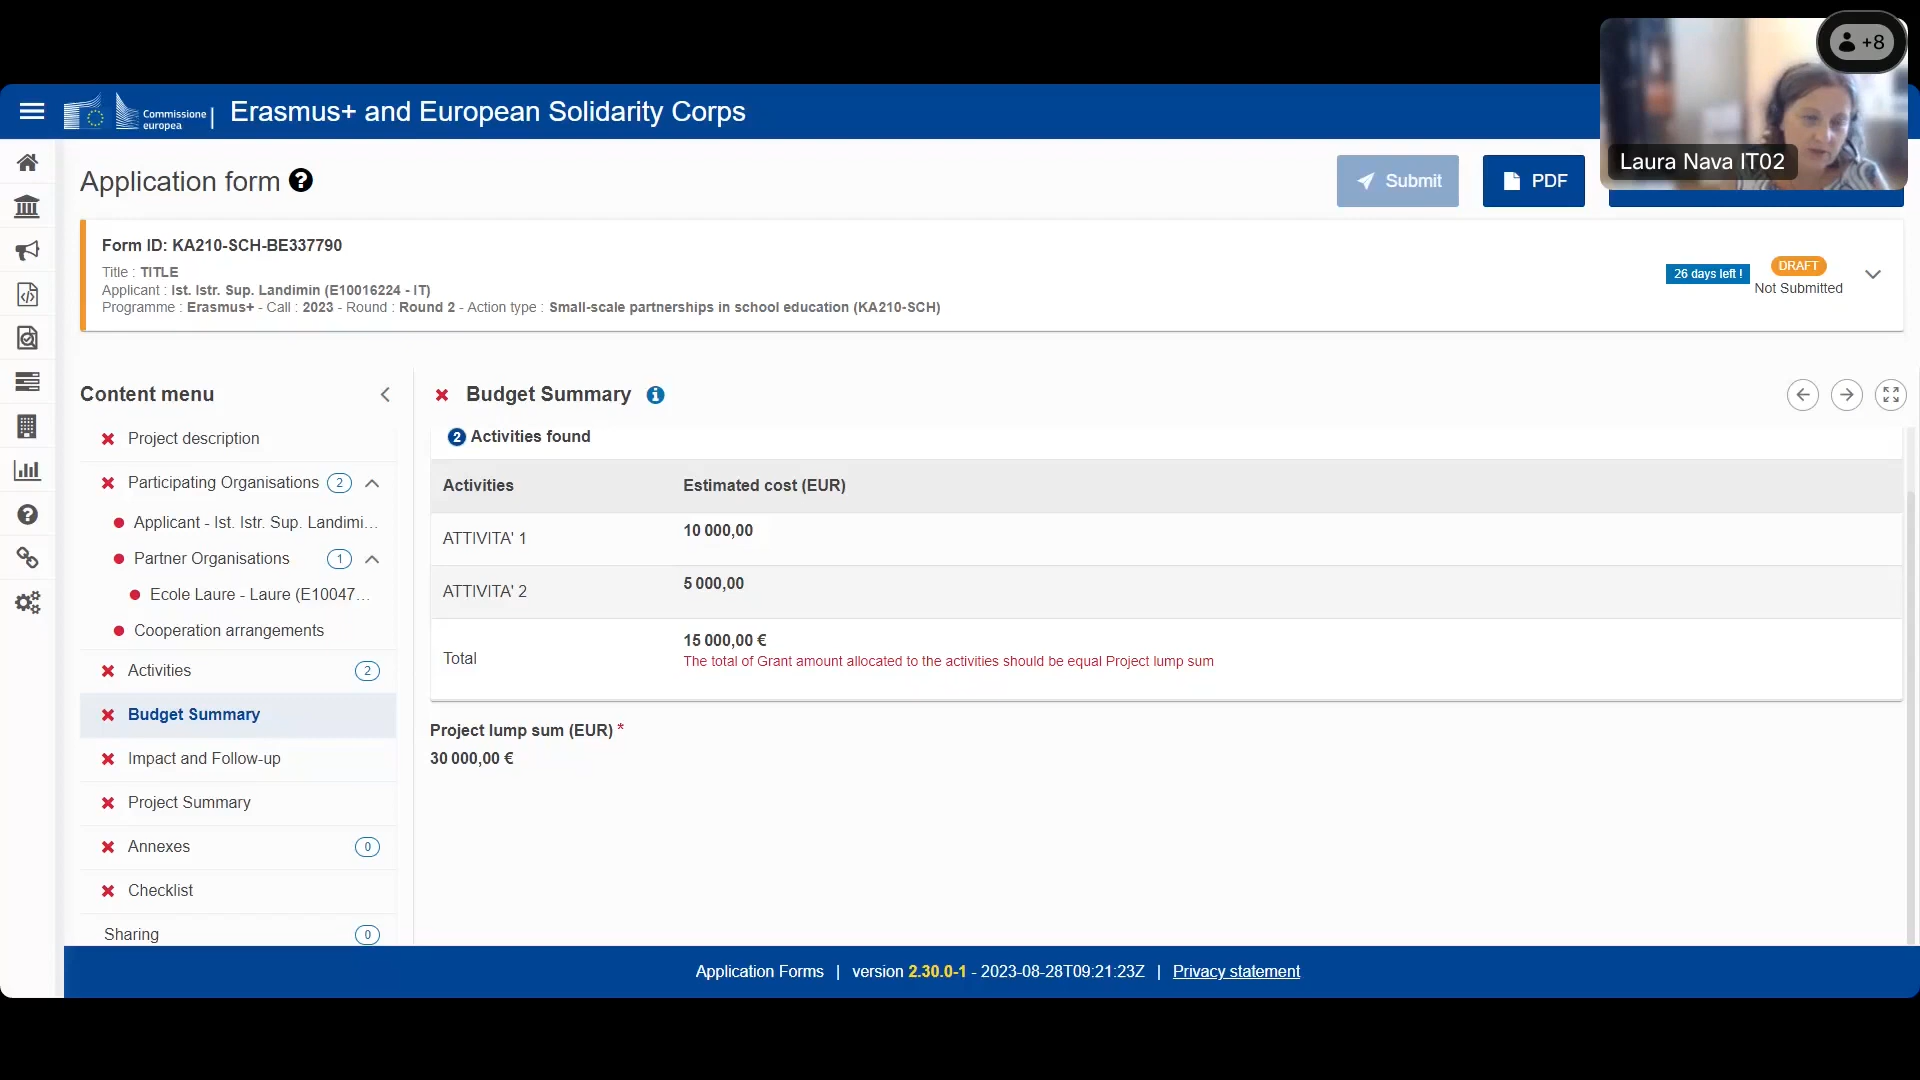 +8
Laura Nava IT02
Commissione
europea
Erasmus+ and European Solidarity Corps
Application form
Submit
PDF
Form ID: KA210-SCH-BE337790
Title : TITLE
Applicant : Ist. Istr. Sup. Landimin (E10016224 - IT)
Programme : Erasmus+ - Call : 2023 - Round : Round 2 - Action type : Small-scale partnerships in school education (KA210-SCH)
26 days left !
DRAFT
Not Submitted
Content menu
Project description
Participating Organisations 2
Applicant - Ist. Istr. Sup. Landimi...
Partner Organisations 1
Ecole Laure - Laure (E10047...
Cooperation arrangements
Activities 2
Budget Summary
Impact and Follow-up
Project Summary
Annexes 0
Checklist
Sharing 0
Budget Summary
2 Activities found
Activities Estimated cost (EUR)
ATTIVITA' 1 10 000,00
ATTIVITA' 2 5 000,00
Total 15 000,00 €
The total of Grant amount allocated to the activities should be equal Project lump sum
Project lump sum (EUR) *
30 000,00 €
Application Forms | version 2.30.0-1 - 2023-08-28T09:21:23Z | Privacy statement